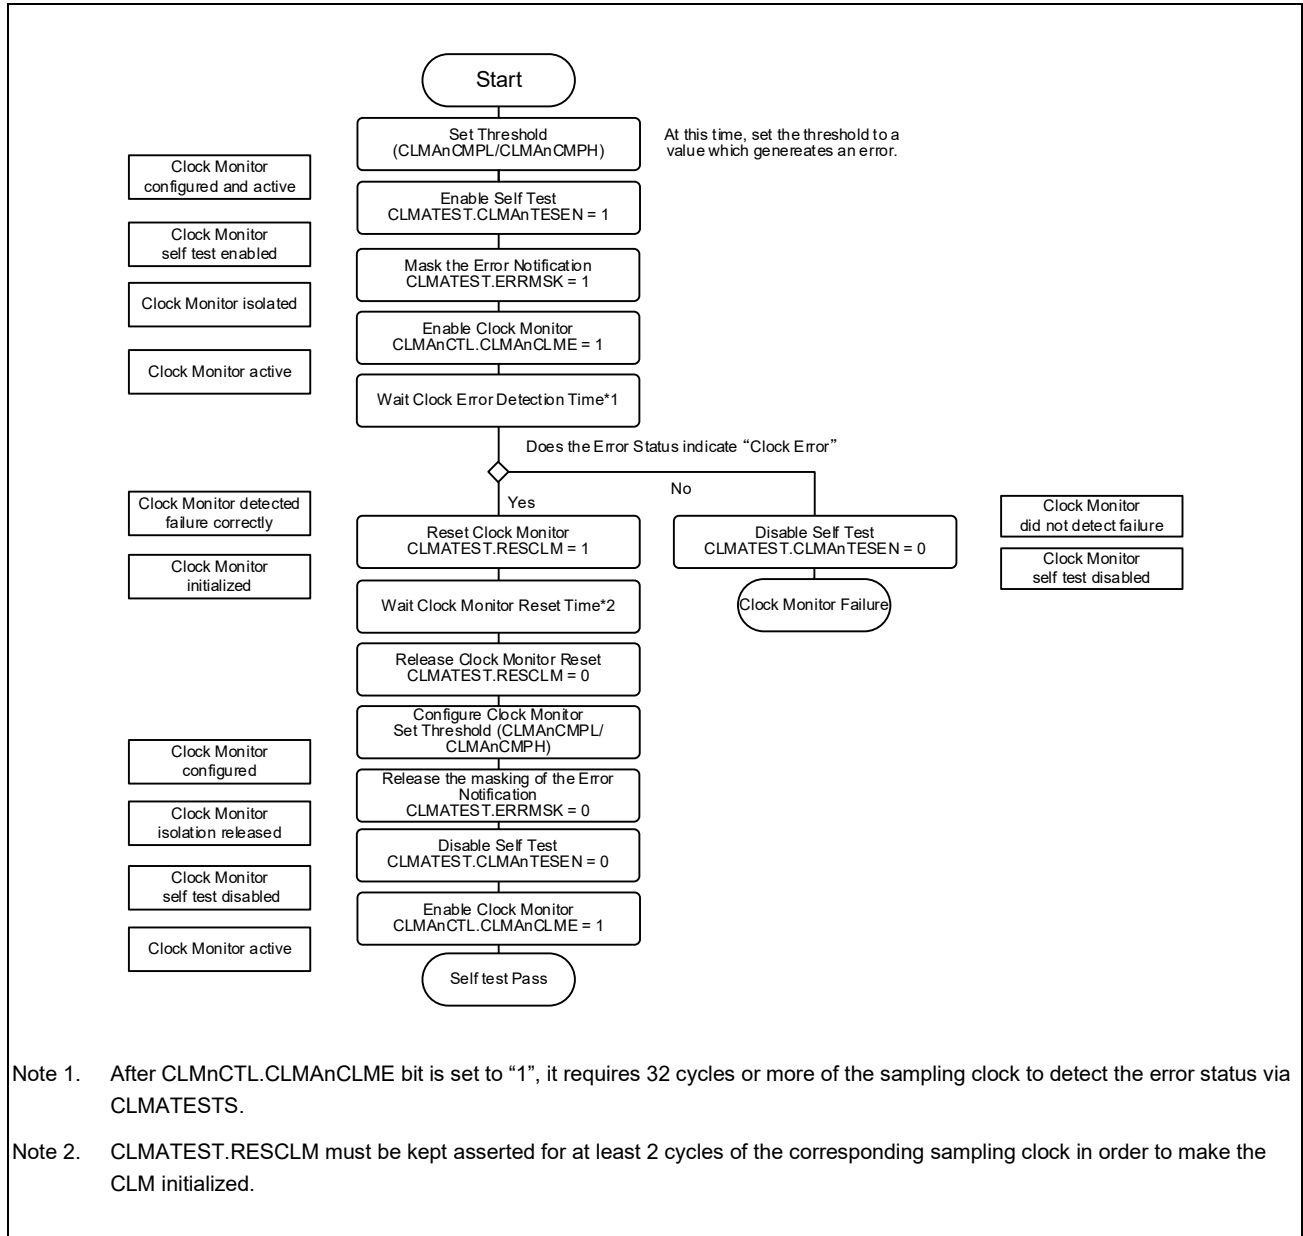 Start
Set Threshold
(CLMAnCMPL/CLMAnCMPH)
At this time, set the threshold to a
value which genereates an error.
Clock Monitor
configured and active
Enable Self Test
CLMATEST.CLMAnTESEN = 1
Clock Monitor
self test enabled
Mask the Error Notification
CLMATEST.ERRMSK = 1
Clock Monitor isolated
Enable Clock Monitor
CLMAnCTL.CLMAnCLME = 1
Clock Monitor active
Wait Clock Error Detection Time*1
Does the Error Status indicate “Clock Error”
No
Yes
Clock Monitor detected
failure correctly
Reset Clock Monitor
CLMATEST.RESCLM = 1
Disable Self Test
CLMATEST.CLMAnTESEN = 0
Clock Monitor
did not detect failure
Clock Monitor
initialized
Clock Monitor
self test disabled
Wait Clock Monitor Reset Time*2
Clock Monitor Failure
Release Clock Monitor Reset
CLMATEST.RESCLM = 0
Configure Clock Monitor
Set Threshold (CLMAnCMPL/
CLMAnCMPH)
Clock Monitor
configured
Release the masking of the Error
Notification
CLMATEST.ERRMSK = 0
Clock Monitor
isolation released
Disable Self Test
CLMATEST.CLMAnTESEN = 0
Clock Monitor
self test disabled
Enable Clock Monitor
CLMAnCTL.CLMAnCLME = 1
Clock Monitor active
Self test Pass
Note 1. After CLMnCTL.CLMAnCLME bit is set to “1”, it requires 32 cycles or more of the sampling clock to detect the error status via
CLMATESTS.
Note 2. CLMATEST.RESCLM must be kept asserted for at least 2 cycles of the corresponding sampling clock in order to make the
CLM initialized.